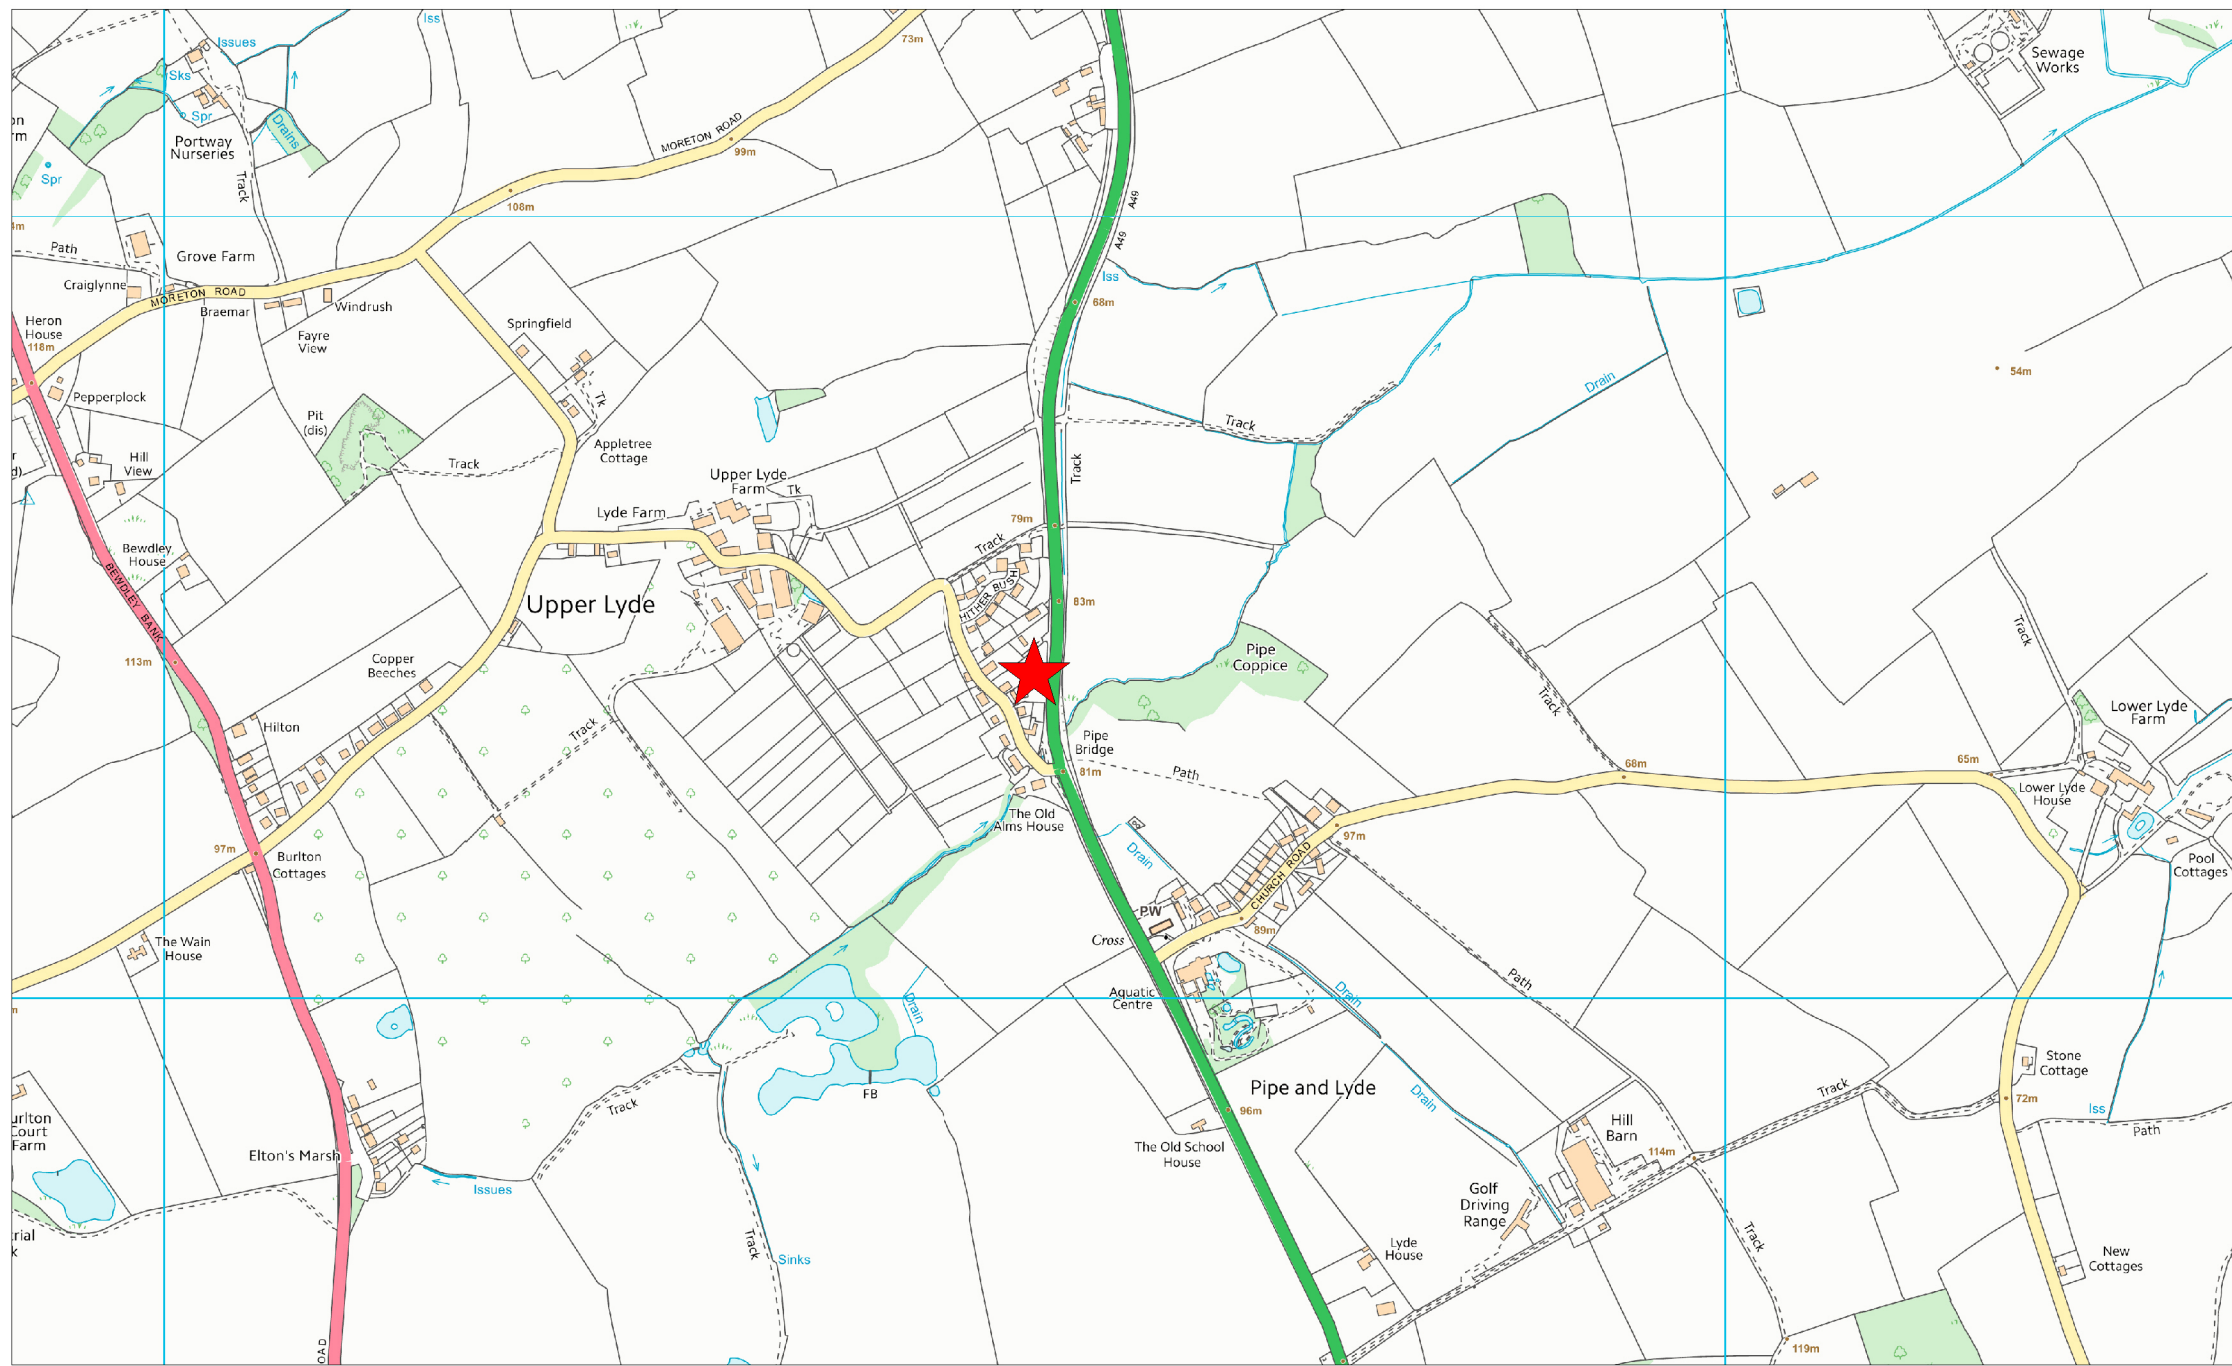 Iss
73m
Issues
Sks
Spr
Drains
Portway
Nurseries
Track
MORETON ROAD
99m
Sewage
Works
Spr
108m
A49
A49
Path
Grove Farm
Craiglynne
MORETON ROAD
Braemar
Windrush
Fayre
View
Iss
68m
Heron
House
118m
Springfield
Tk
Pepperplock
Pit
(dis)
Hill
View
Track
Appletree
Cottage
Track
Drain
54m
Upper Lyde
Farm
Tk
Track
Lyde Farm
79m
Track
Bewdley
House
BEWDLEY BANK
Upper Lyde
HITHER BUSH
83m
113m
Copper
Beeches
Pipe
Coppice
Track
Track
Hilton
Track
Pipe
Bridge
81m
Path
68m
65m
Lower Lyde
Farm
Lower Lyde
House
The Old
Alms House
Drain
97m
97m
Burlton
Cottages
CHURCH ROAD
Pool
Cottages
PW
Cross
89m
The Wain
House
Aquatic
Centre
Drain
Drain
Path
Stone
Cottage
Track
FB
Pipe and Lyde
Drain
Track
72m
Iss
Path
96m
Hill
Barn
114m
Court
Farm
Elton's Marsh
The Old School
House
Issues
Golf
Driving
Range
Track
Sinks
Lyde
House
Track
New
Cottages
119m